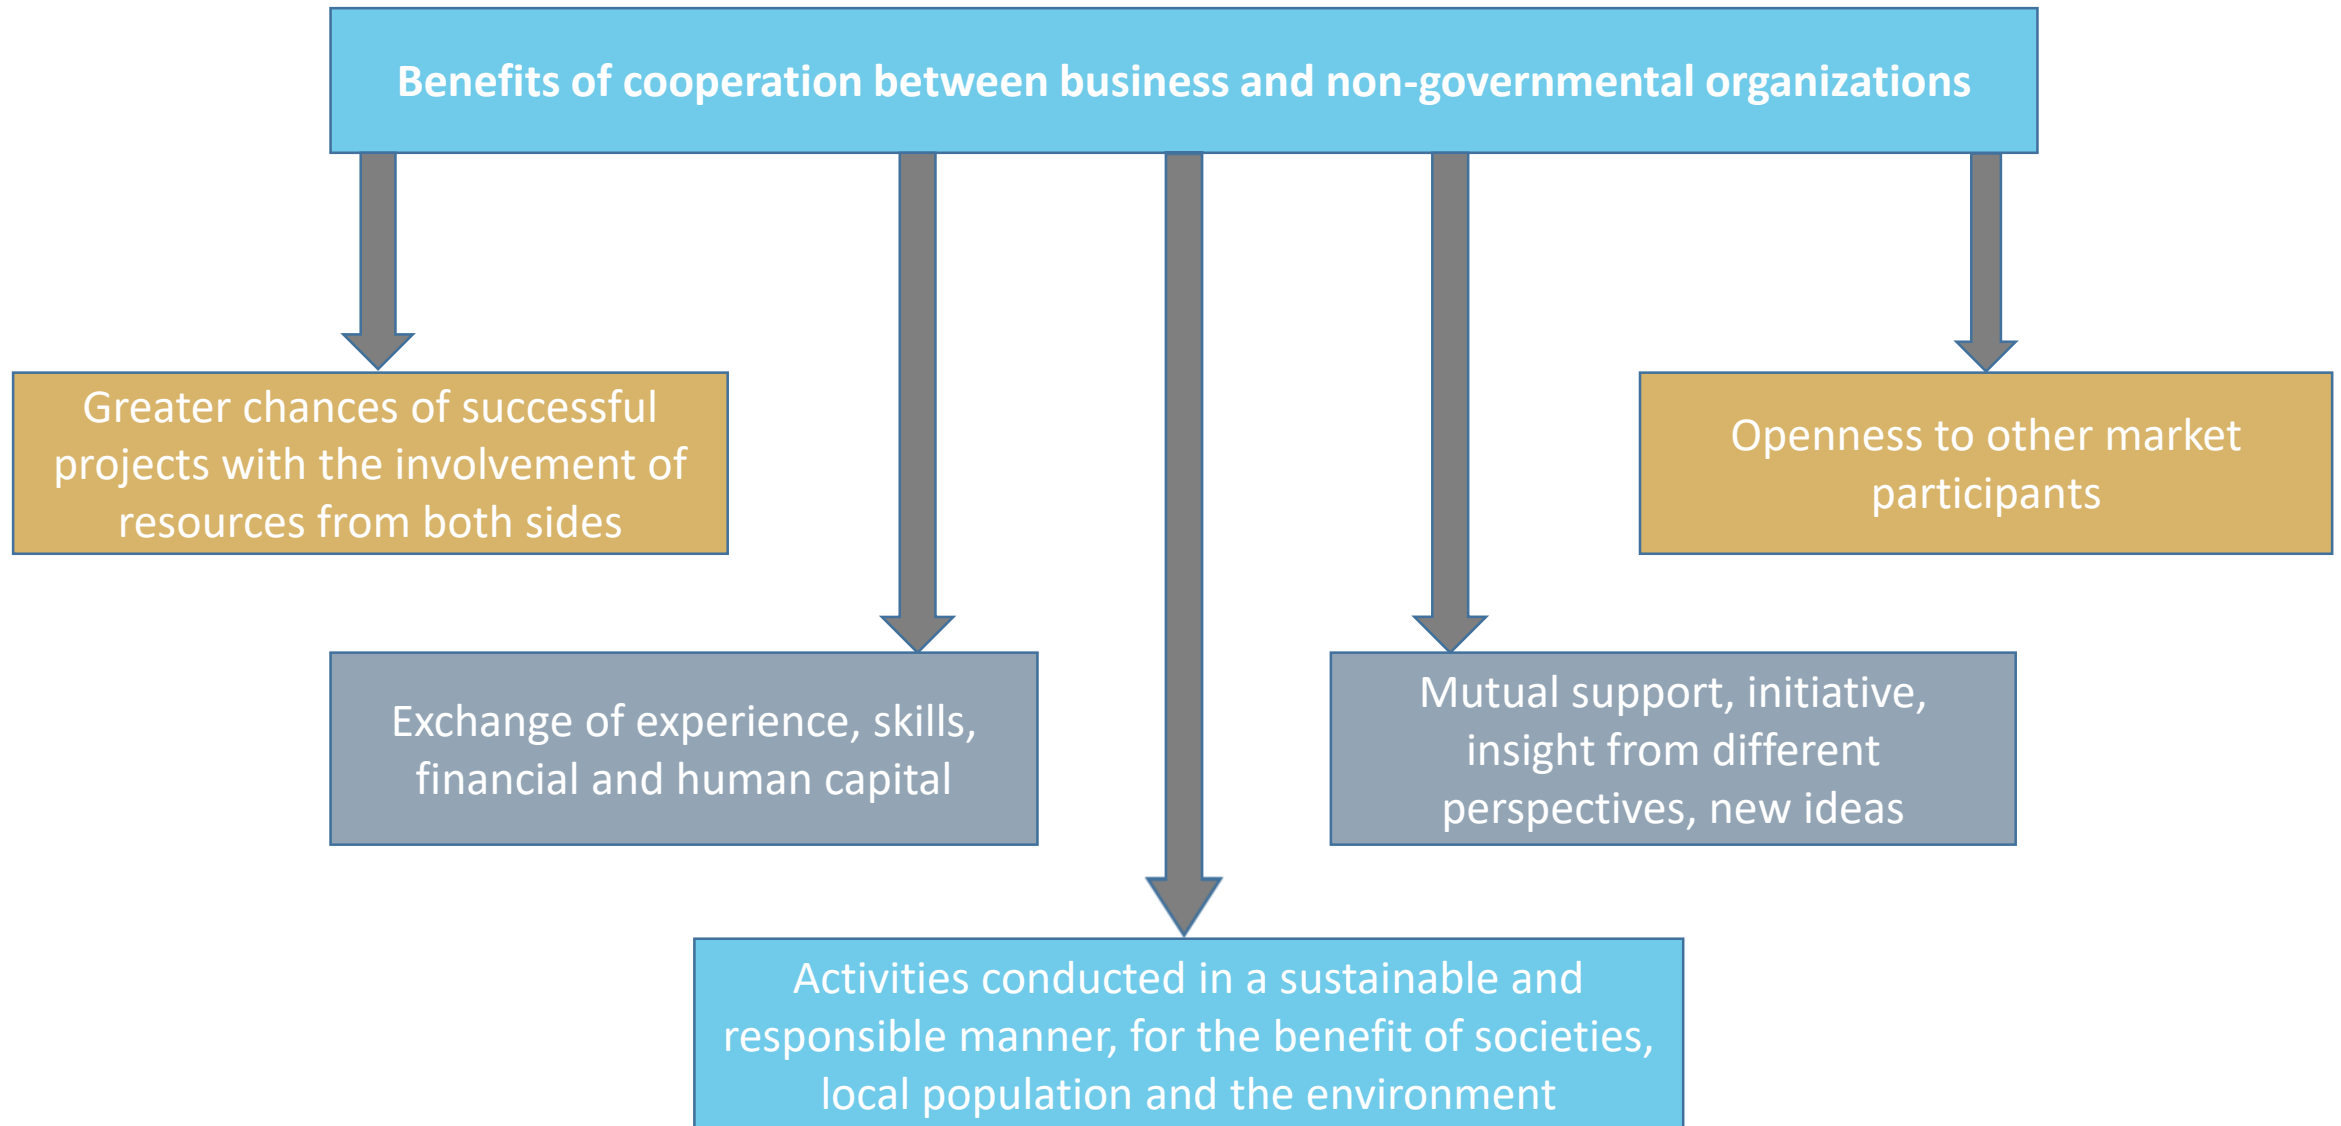 Benefits of cooperation between business and non-governmental organizations
Greater chances of successful
projects with the involvement of
resources from both sides
Openness to other market
participants
Exchange of experience, skills,
financial and human capital
Mutual support, initiative,
insight from different
perspectives, new ideas
Activities conducted in a sustainable and
responsible manner, for the benefit of societies,
local population and the environment